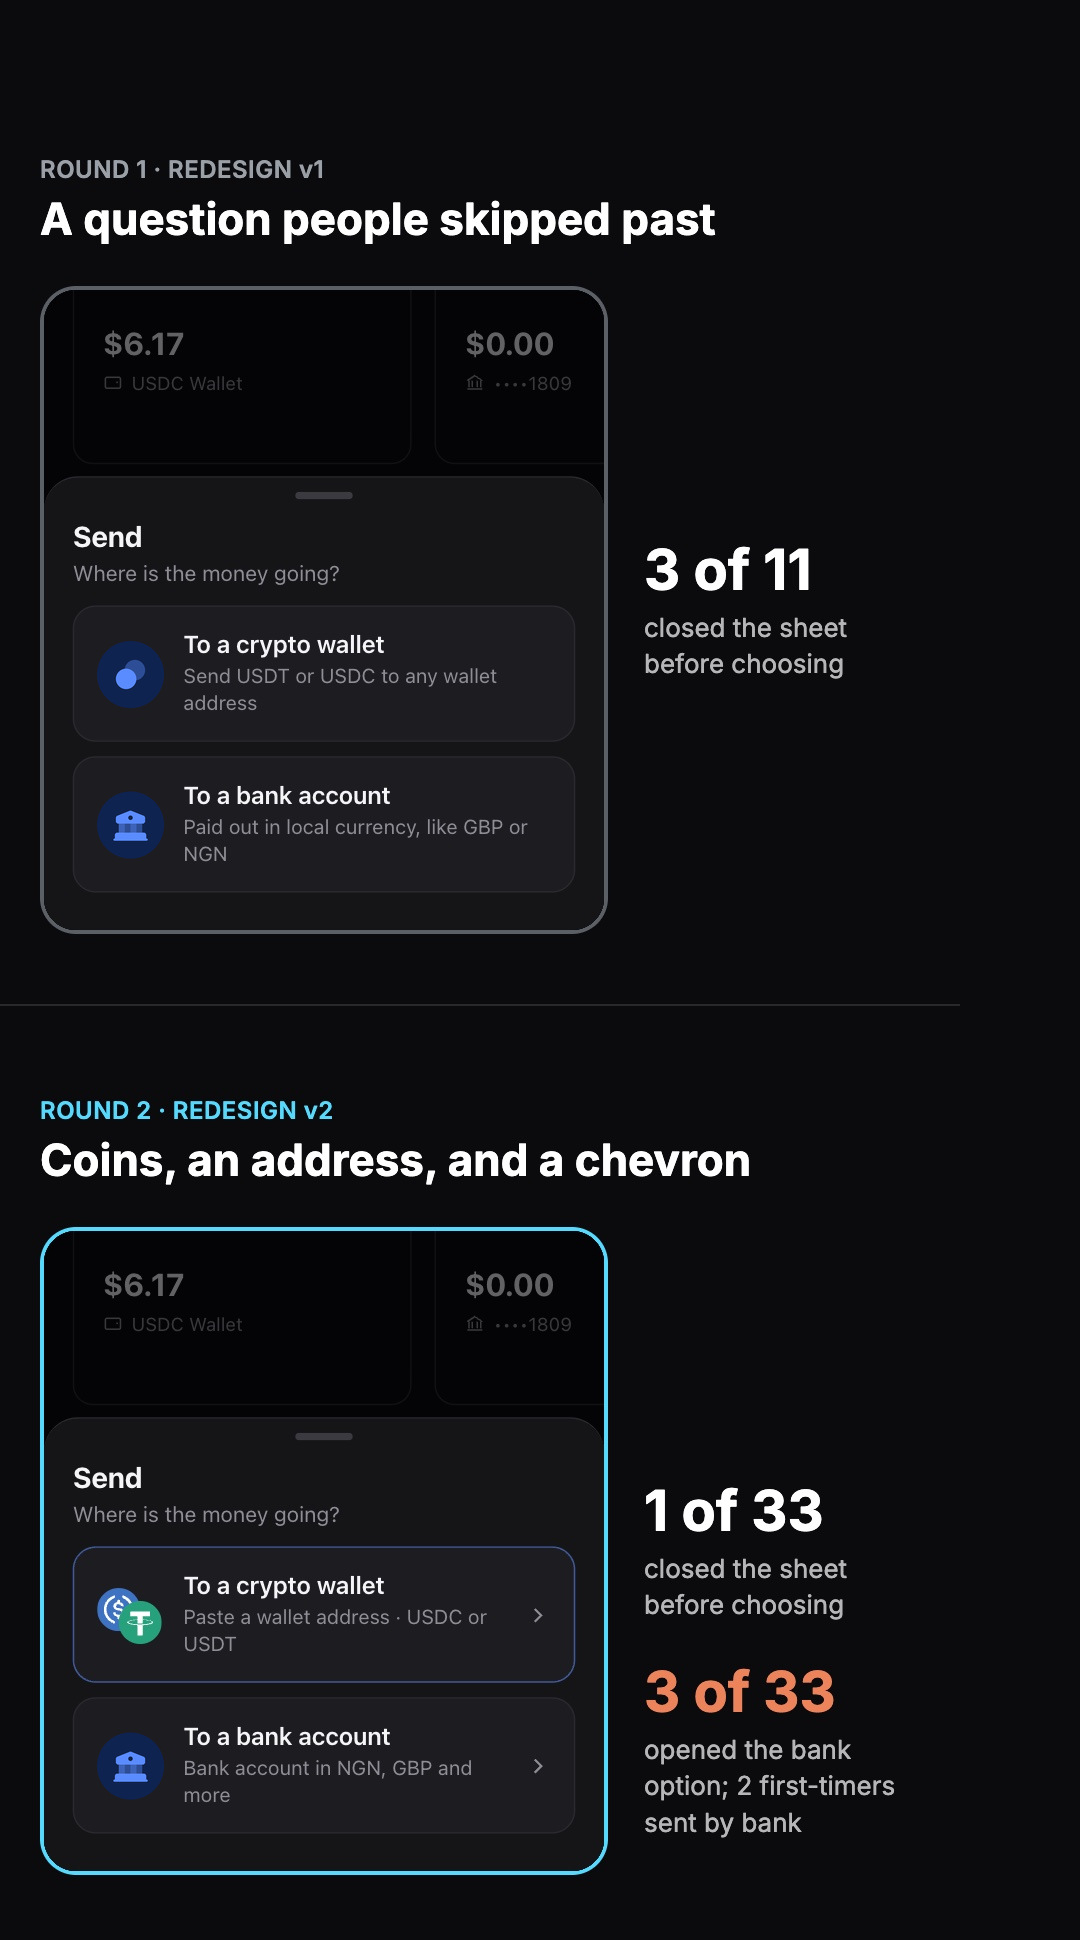 ROUND 1 · REDESIGN v1
A question people skipped past
$6.17
USDC Wallet
$0.00
••••1809
Send
Where is the money going?
To a crypto wallet
Send USDT or USDC to any wallet
address
To a bank account
Paid out in local currency, like GBP or
NGN
3 of 11
closed the sheet
before choosing
ROUND 2 · REDESIGN v2
Coins, an address, and a chevron
$6.17
USDC Wallet
$0.00
••••1809
Send
Where is the money going?
To a crypto wallet
Paste a wallet address · USDC or
USDT
To a bank account
Bank account in NGN, GBP and
more
1 of 33
closed the sheet
before choosing
3 of 33
opened the bank
option; 2 first-timers
sent by bank